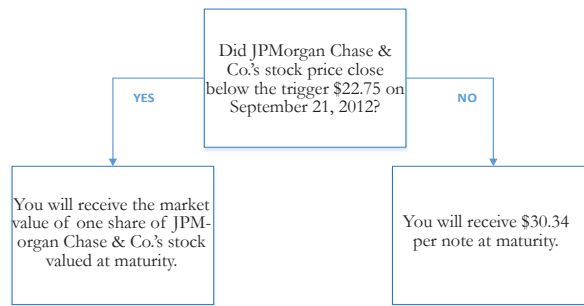 Did JPMorgan Chase &
Co.'s stock price close
below the trigger $22.75 on
September 21, 2012?
YES
NO
You will receive the market
value of one share of JPM-
organ Chase & Co.'s stock
valued at maturity.
You will receive $30.34
per note at maturity.